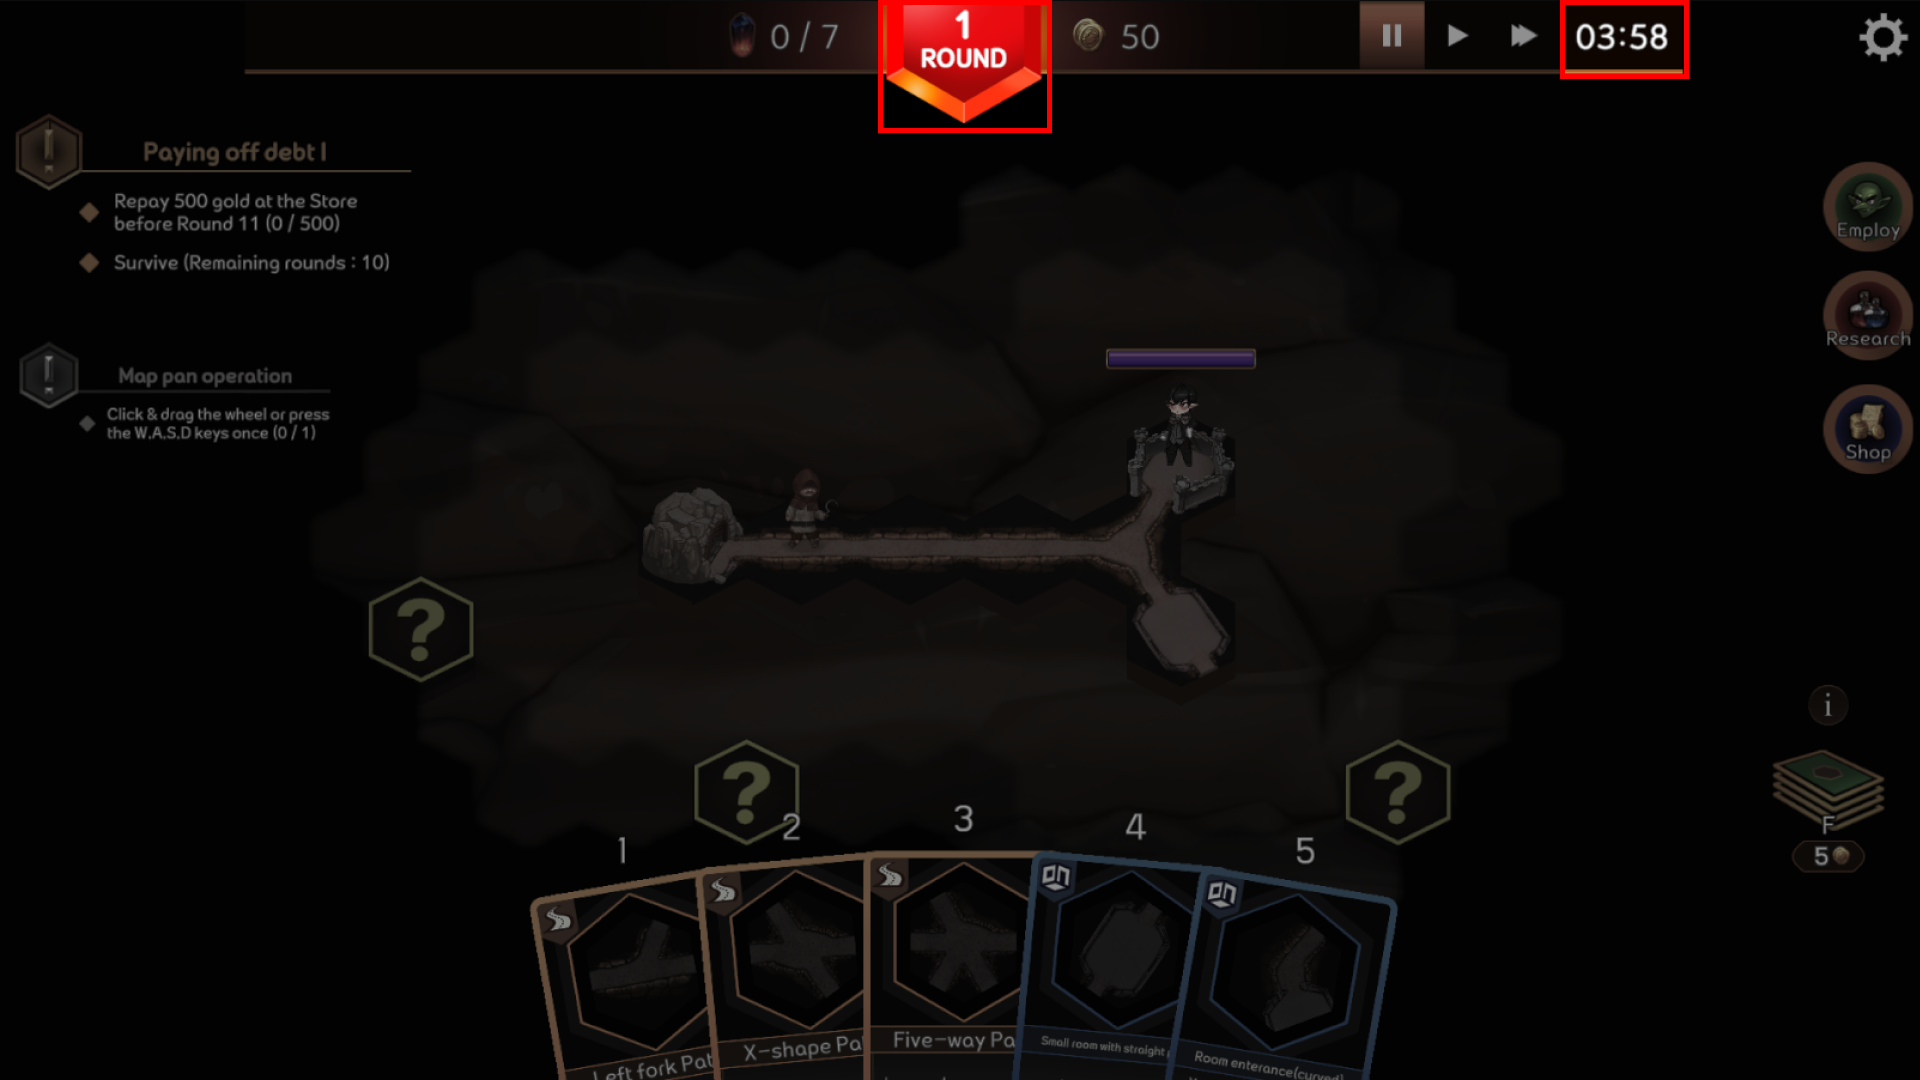 0 / 7
1
ROUND
50
03:58
Paying off debt I
Repay 500 gold at the Store
before Round 11 (0 / 500)
Survive (Remaining rounds : 10)
Map pan operation
Click & drag the wheel or press
the W.A.S.D keys once (0 / 1)
Employ
Research
Shop
i
F
5
?
?
?
1
2
3
4
5
Left fork Pat
X-shape Pa
Five-way Pa
Small room with straight
Room enterance(curved)